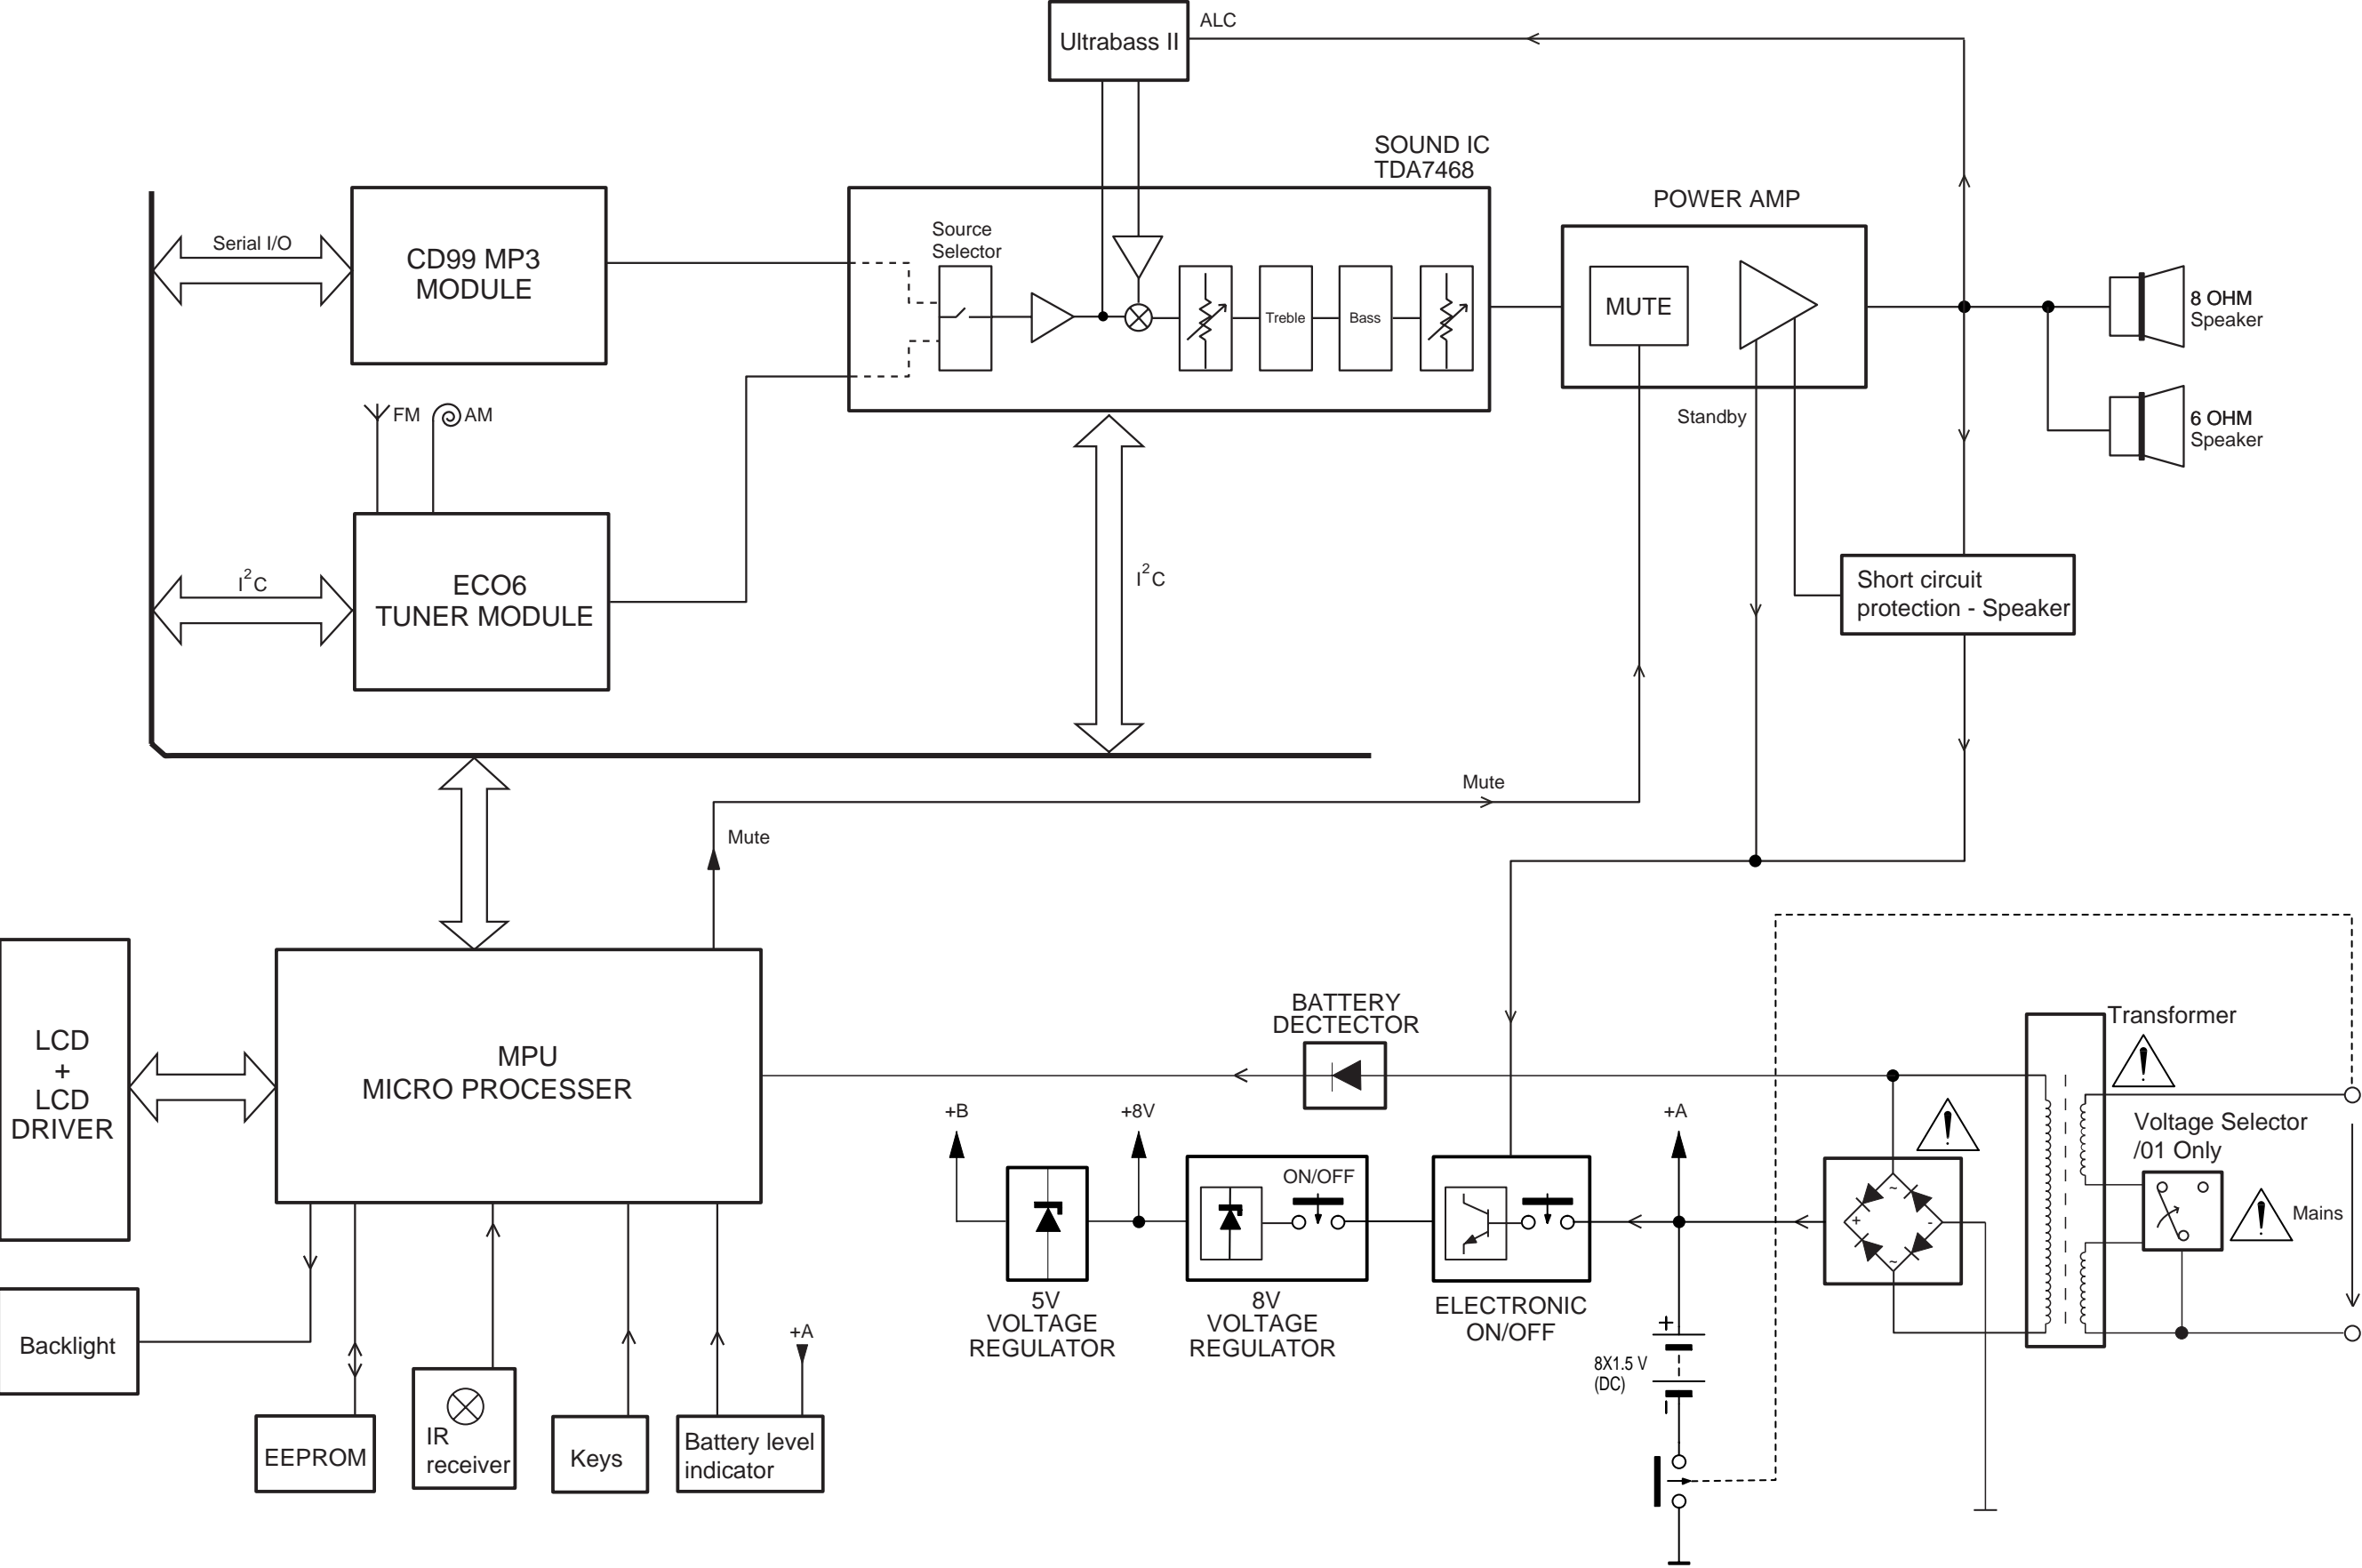 Ultrabass II
ALC
SOUND IC
TDA7468
POWER AMP
Serial I/O
CD99 MP3
MODULE
Source
Selector
Treble
Bass
MUTE
8 OHM
Speaker
FM
AM
Standby
6 OHM
Speaker
I2C
ECO6
TUNER MODULE
I2C
Short circuit
protection - Speaker
Mute
Mute
LCD
+
LCD
DRIVER
MPU
MICRO PROCESSER
BATTERY
DECTECTOR
Transformer
!
+B
+8V
+A
!
Voltage Selector
/01 Only
ON/OFF
~
+
-
~
!
Mains
5V
VOLTAGE
REGULATOR
8V
VOLTAGE
REGULATOR
ELECTRONIC
ON/OFF
+
8X1.5 V
(DC)
-
Backlight
+A
EEPROM
IR
receiver
Keys
Battery level
indicator